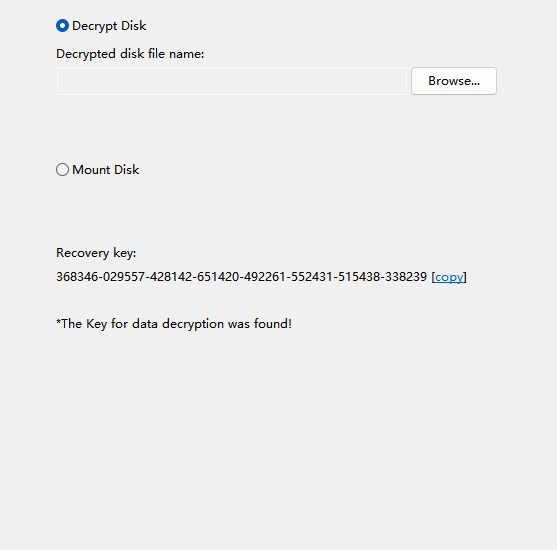 Decrypt Disk
Decrypted disk file name:
Browse...
Mount Disk
Recovery key:
368346-029557-428142-651420-492261-552431-515438-338239 [copy]
*The Key for data decryption was found!